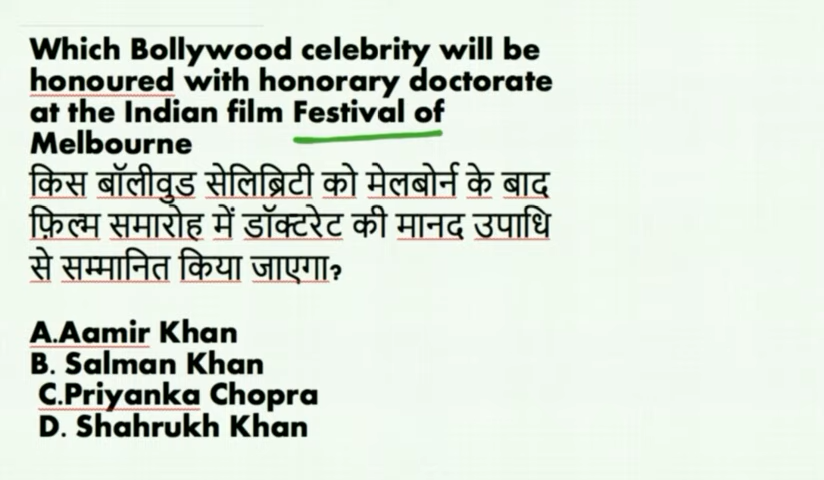 Which Bollywood celebrity will be
honoured with honorary doctorate
at the Indian film Festival of
Melbourne
किस बॉलीवुड सेलिब्रिटी को मेलबोर्न के बाद
फ़िल्म समारोह में डॉक्टरेट की मानद उपाधि
से सम्मानित किया जाएगा?
A.Aamir Khan
B. Salman Khan
C.Priyanka Chopra
D. Shahrukh Khan